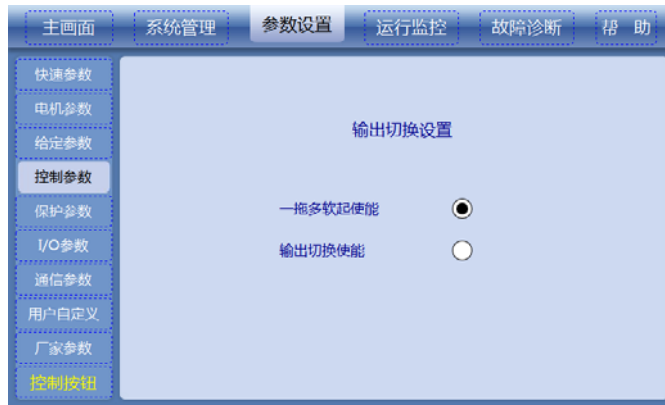 主画面 系统管理 参数设置 运行监控 故障诊断 帮 助
快速参数
电机参数
给定参数
控制参数
保护参数
I/O参数
通信参数
用户自定义
厂家参数
控制按钮
输出切换设置
一拖多软起使能
输出切换使能